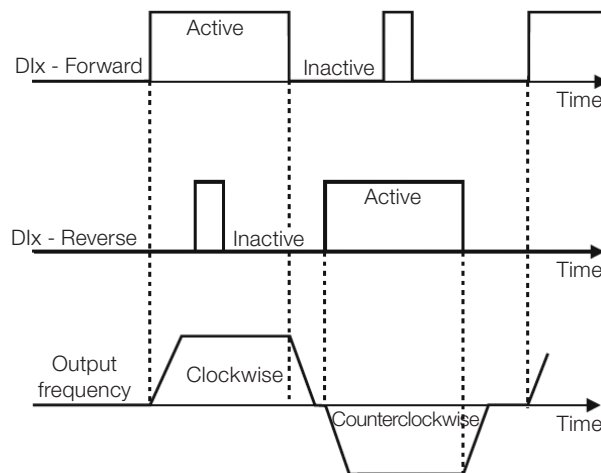 Active
DIx - Forward
Inactive
Time
Active
DIx - Reverse
Inactive
Time
Output
frequency
Clockwise
Counterclockwise
Time